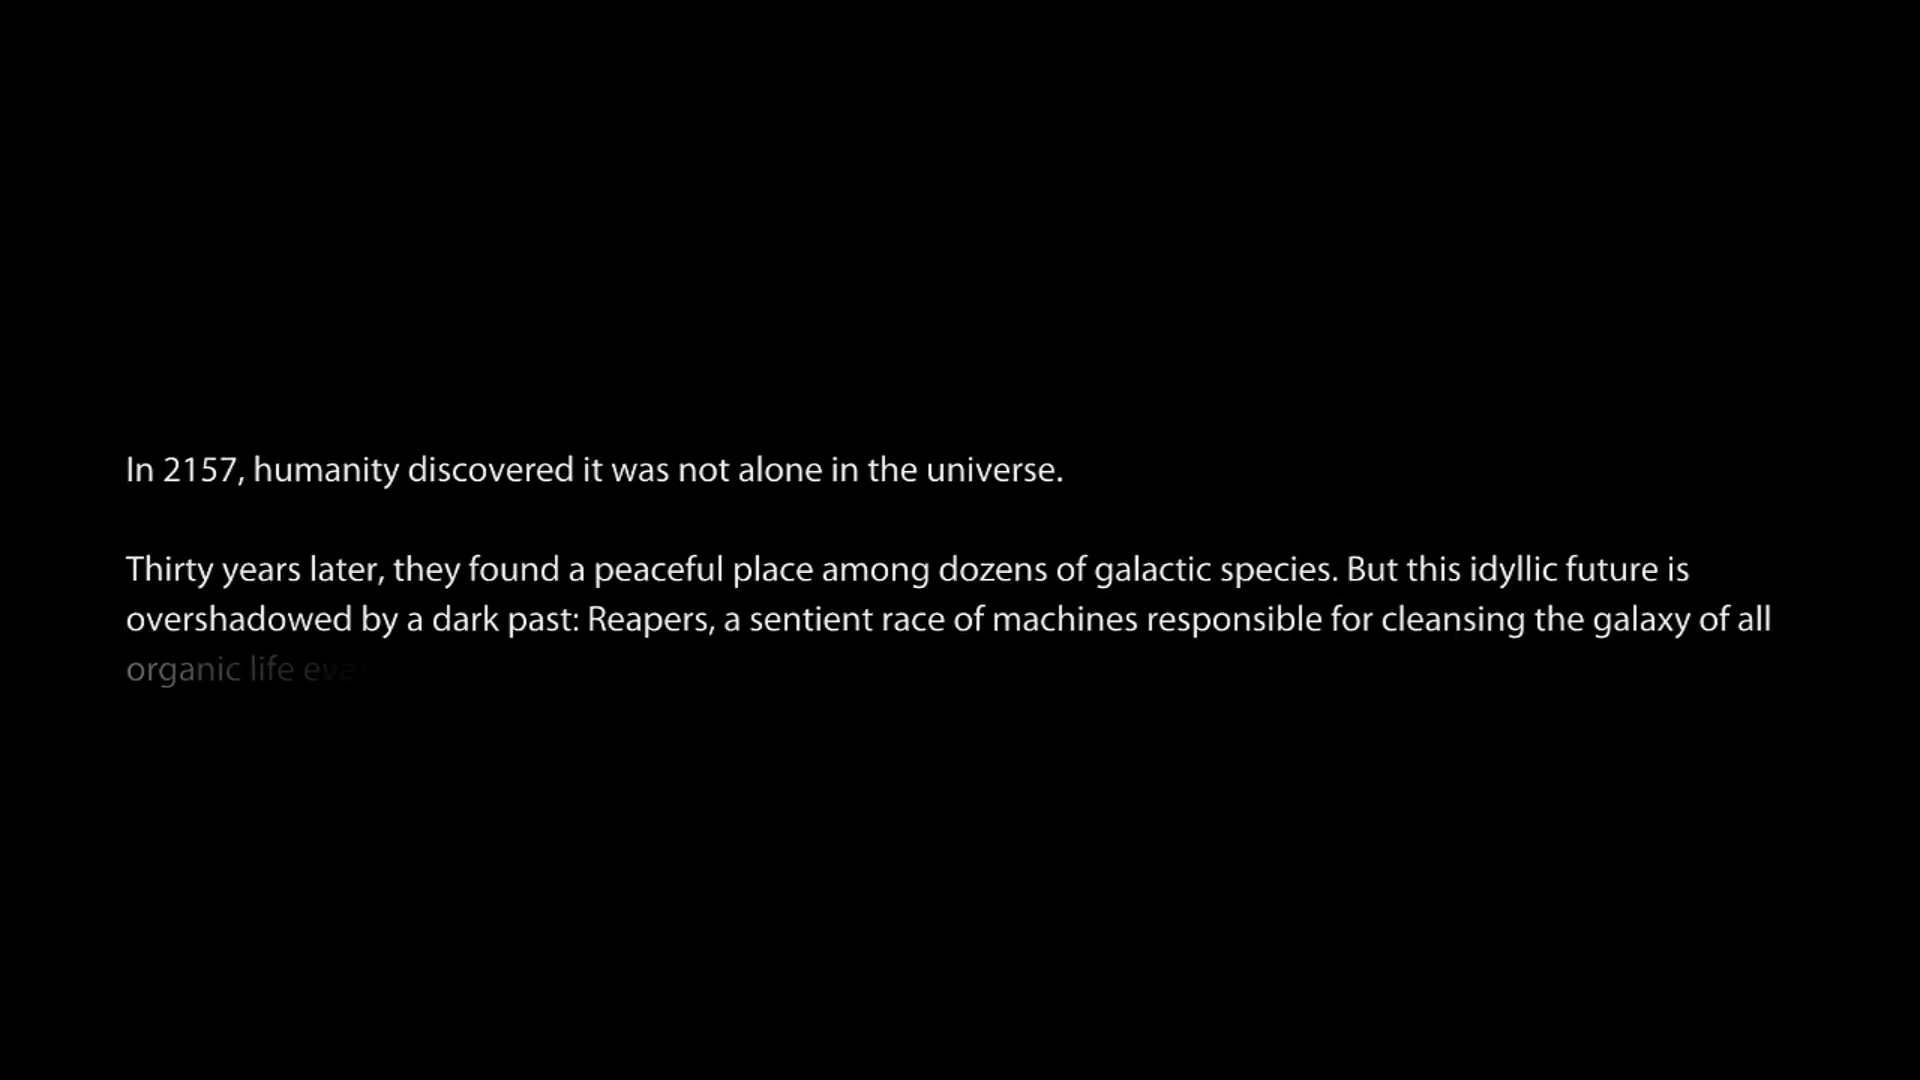 In 2157, humanity discovered it was not alone in the universe.
Thirty years later, they found a peaceful place among dozens of galactic species. But this idyllic future is
overshadowed by a dark past: Reapers, a sentient race of machines responsible for cleansing the galaxy of all
organic life